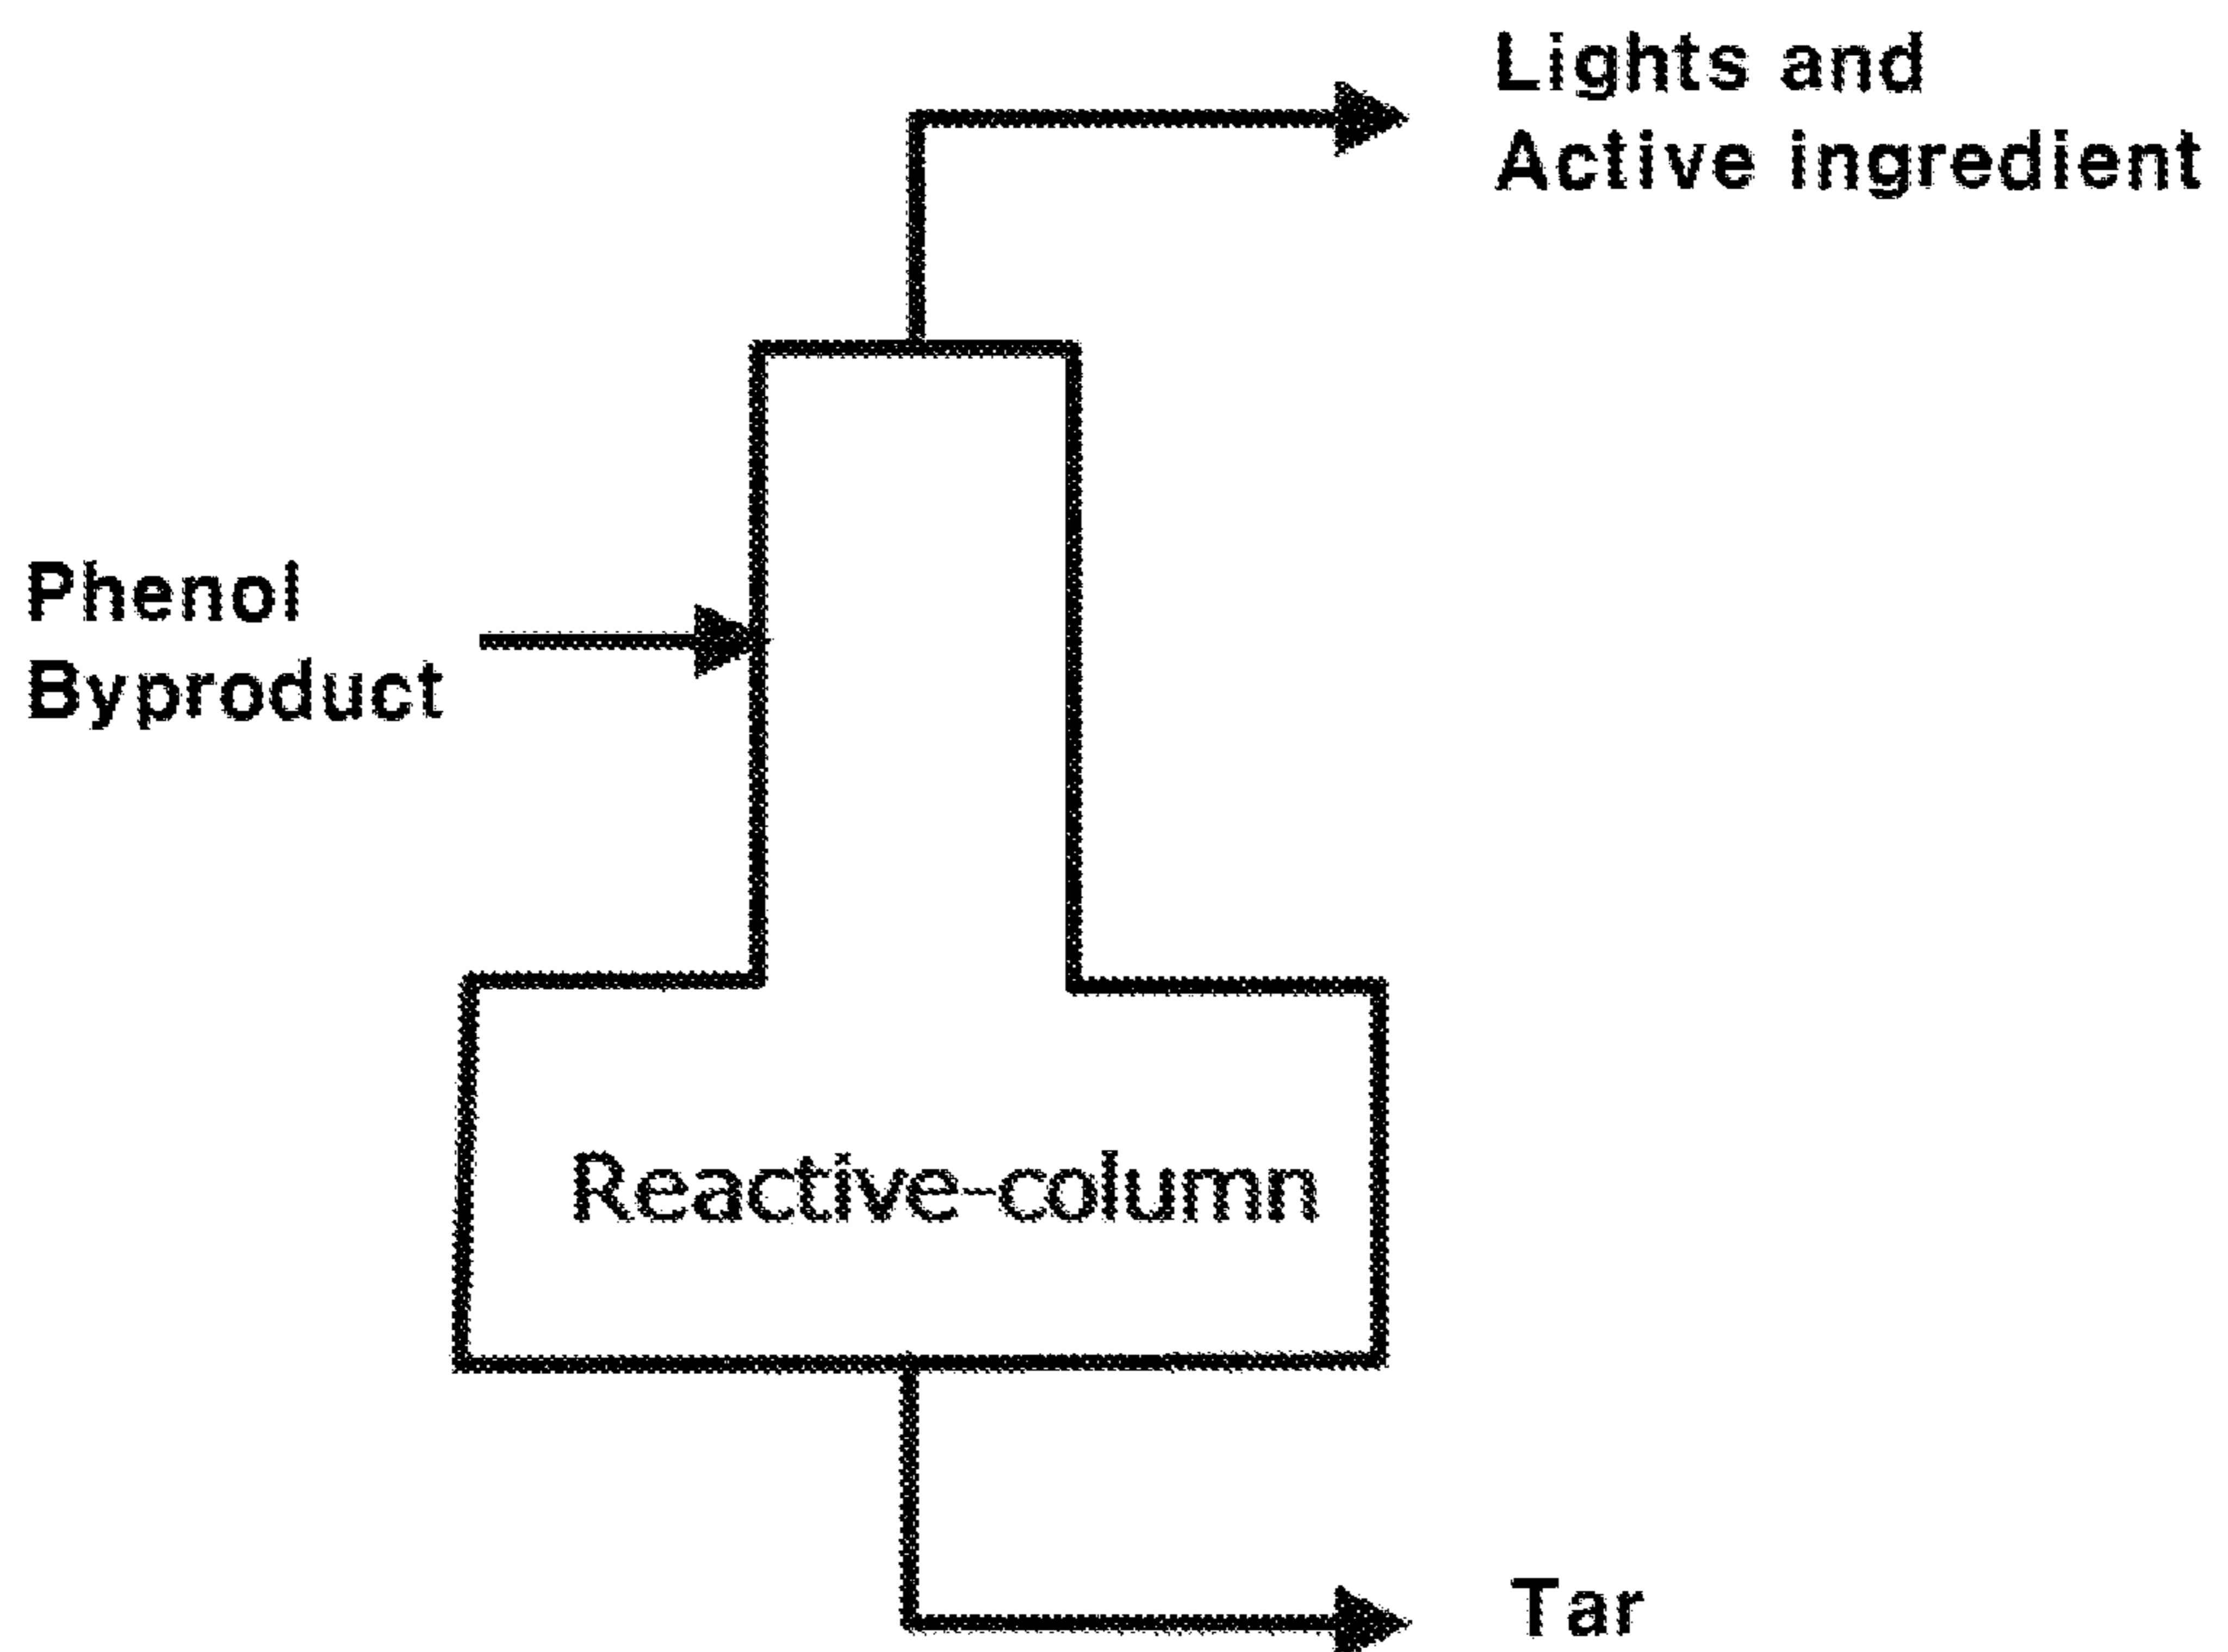 Lights and
Active ingredient
Phenol
Byproduct
Reactive-column
Tar